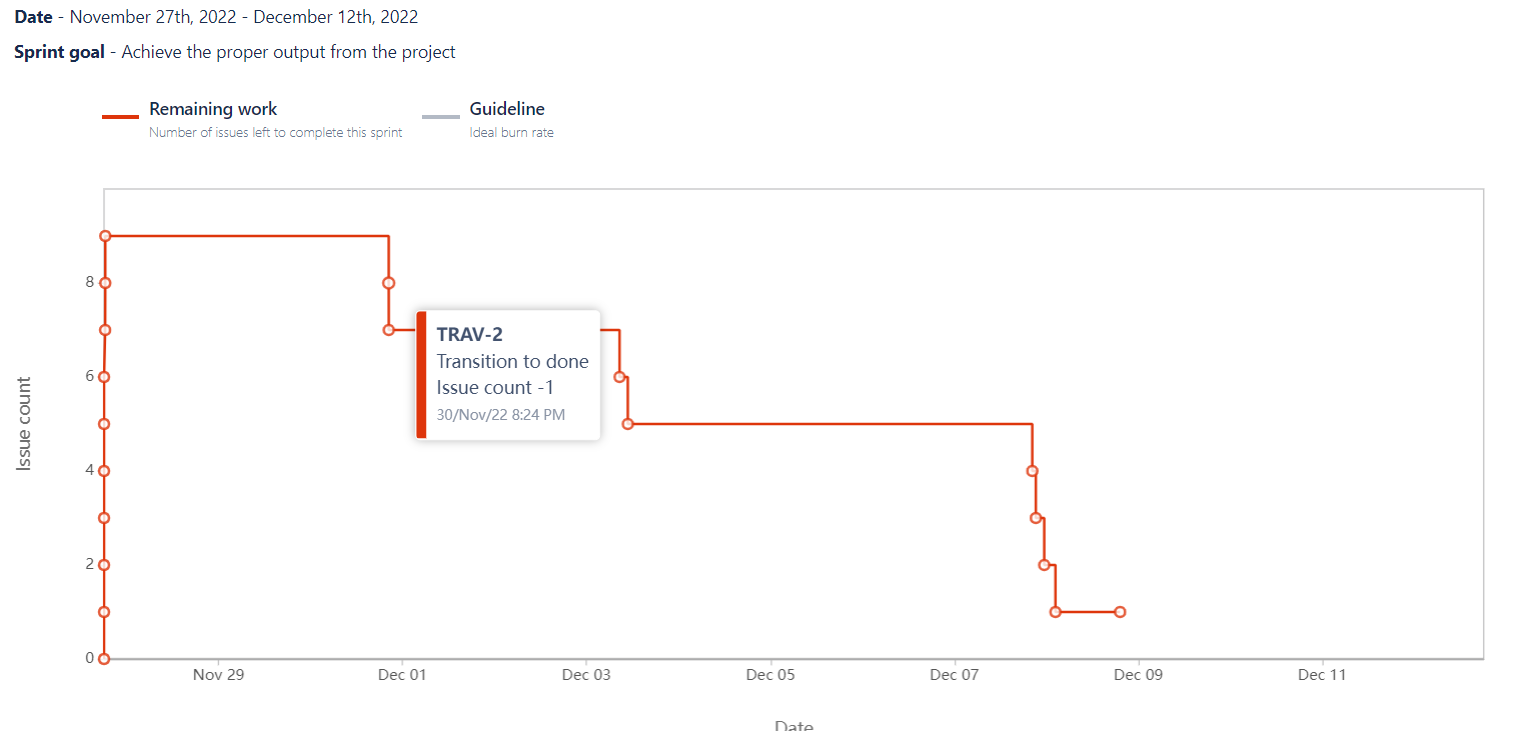 Date - November 27th, 2022 - December 12th, 2022
Sprint goal - Achieve the proper output from the project
Remaining work
Number of issues left to complete this sprint
Guideline
Ideal burn rate
Issue count
8
6
4
2
0
TRAV-2
Transition to done
Issue count -1
30/Nov/22 8:24 PM
Nov 29 Dec 01 Dec 03 Dec 05 Dec 07 Dec 09 Dec 11
Date